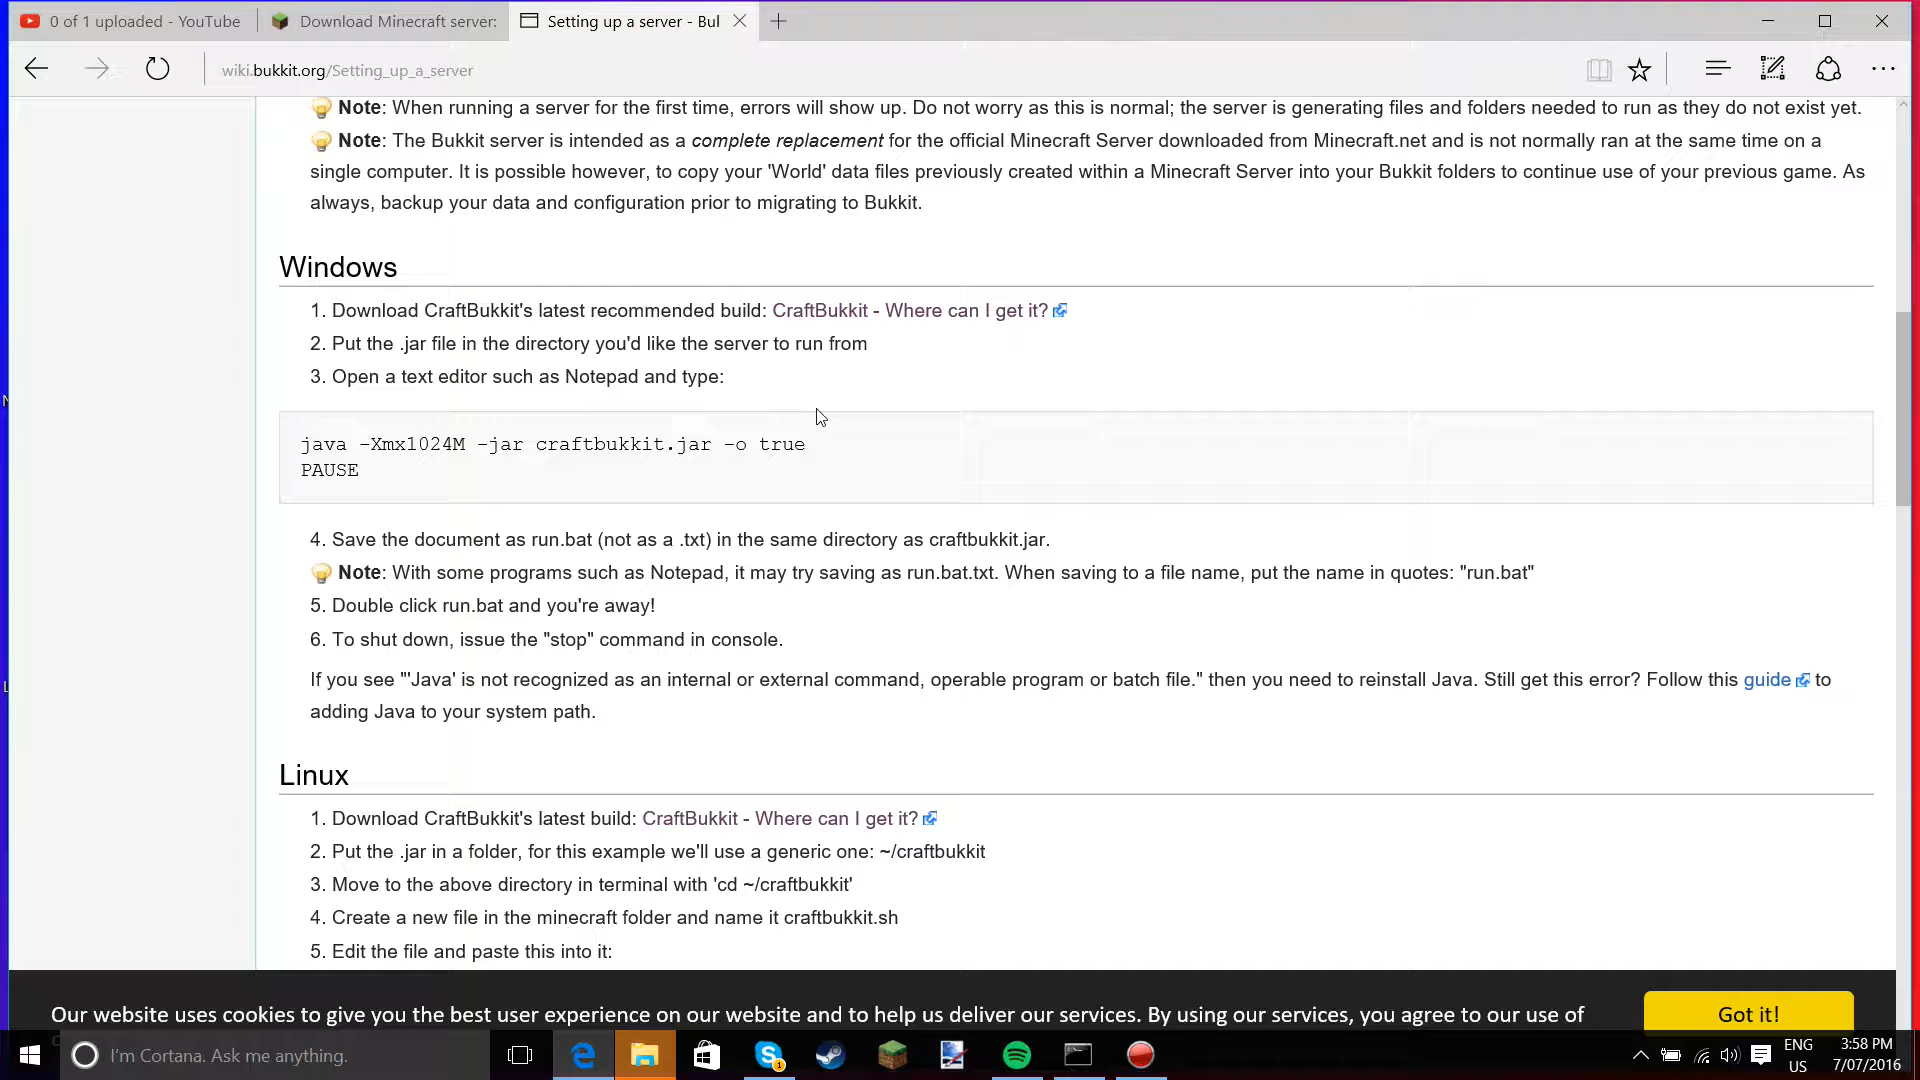 0 of 1 uploaded - YouTube
Download Minecraft server:
Setting up a server - Bul
wiki.bukkit.org/Setting_up_a_server
Note: When running a server for the first time, errors will show up. Do not worry as this is normal; the server is generating files and folders needed to run as they do not exist yet.
Note: The Bukkit server is intended as a complete replacement for the official Minecraft Server downloaded from Minecraft.net and is not normally ran at the same time on a
single computer. It is possible however, to copy your 'World' data files previously created within a Minecraft Server into your Bukkit folders to continue use of your previous game. As
always, backup your data and configuration prior to migrating to Bukkit.
Windows
1. Download CraftBukkit's latest recommended build: CraftBukkit - Where can I get it?
2. Put the .jar file in the directory you'd like the server to run from
3. Open a text editor such as Notepad and type:
java -Xmx1024M -jar craftbukkit.jar -o true
PAUSE
4. Save the document as run.bat (not as a .txt) in the same directory as craftbukkit.jar.
Note: With some programs such as Notepad, it may try saving as run.bat.txt. When saving to a file name, put the name in quotes: "run.bat"
5. Double click run.bat and you're away!
6. To shut down, issue the "stop" command in console.
If you see "'Java' is not recognized as an internal or external command, operable program or batch file." then you need to reinstall Java. Still get this error? Follow this guide to
adding Java to your system path.
Linux
1. Download CraftBukkit's latest build: CraftBukkit - Where can I get it?
2. Put the .jar in a folder, for this example we'll use a generic one: ~/craftbukkit
3. Move to the above directory in terminal with 'cd ~/craftbukkit'
4. Create a new file in the minecraft folder and name it craftbukkit.sh
5. Edit the file and paste this into it:
Our website uses cookies to give you the best user experience on our website and to help us deliver our services. By using our services, you agree to our use of
Got it!
I'm Cortana. Ask me anything.
1
ENG
US
3:58 PM
7/07/2016